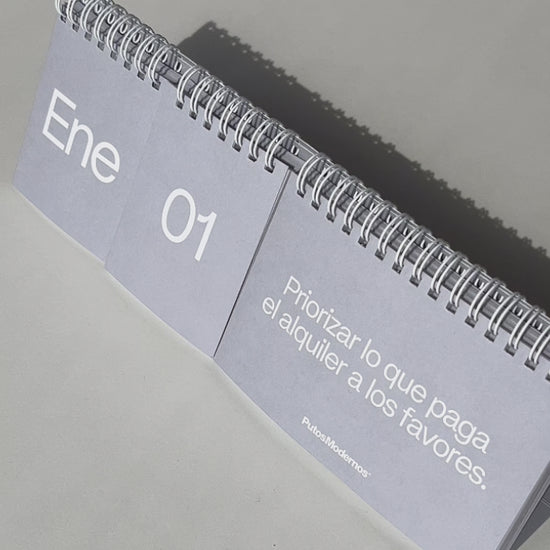 Ene
01
Priorizar lo que paga
el alquiler a los favores.
PutosModernos